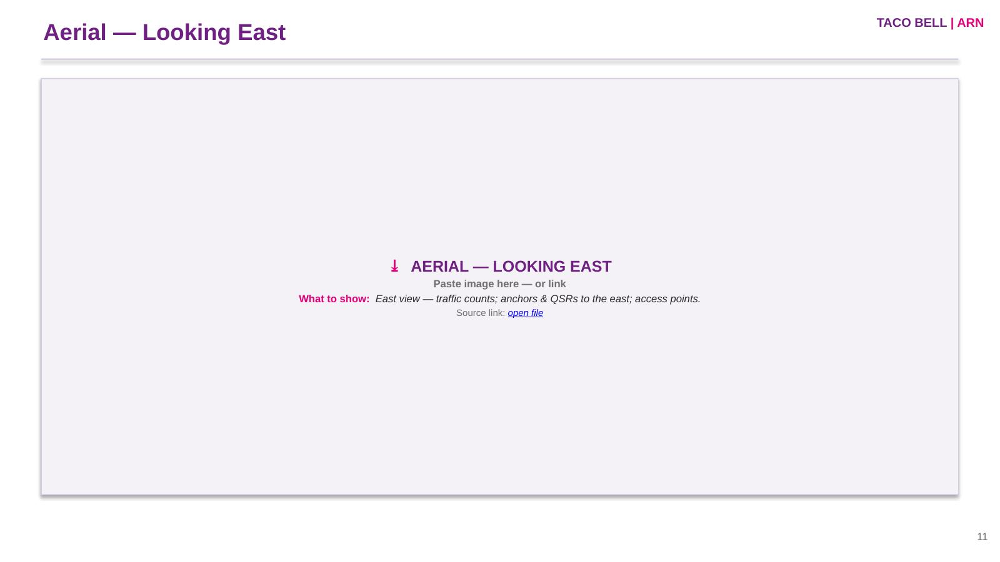 Aerial — Looking East
TACO BELL | ARN
⤓ AERIAL — LOOKING EAST
Paste image here — or link
What to show: East view — traffic counts; anchors & QSRs to the east; access points.
Source link: open file
11